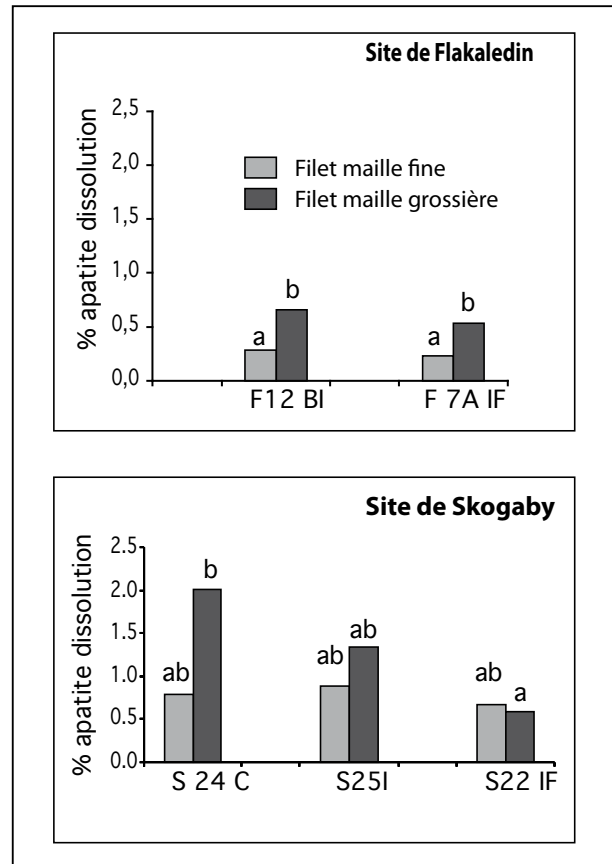 Site de Flakaledin
% apatite dissolution
2,5
2,0
1,5
1,0
0,5
0,0
Filet maille fine
Filet maille grossière
a
b
a
b
F12 BI
F 7A IF
Site de Skogaby
% apatite dissolution
2.5
2.0
1.5
1.0
0.5
0.0
ab
b
ab
ab
ab
a
S 24 C
S25I
S22 IF